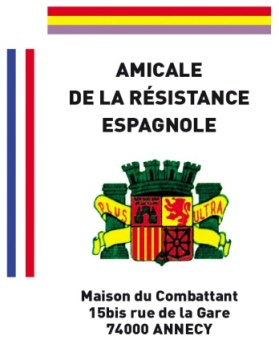 AMICALE
DE LA RÉSISTANCE
ESPAGNOLE
PLUS ULTRA
Maison du Combattant
15bis rue de la Gare
74000 ANNECY